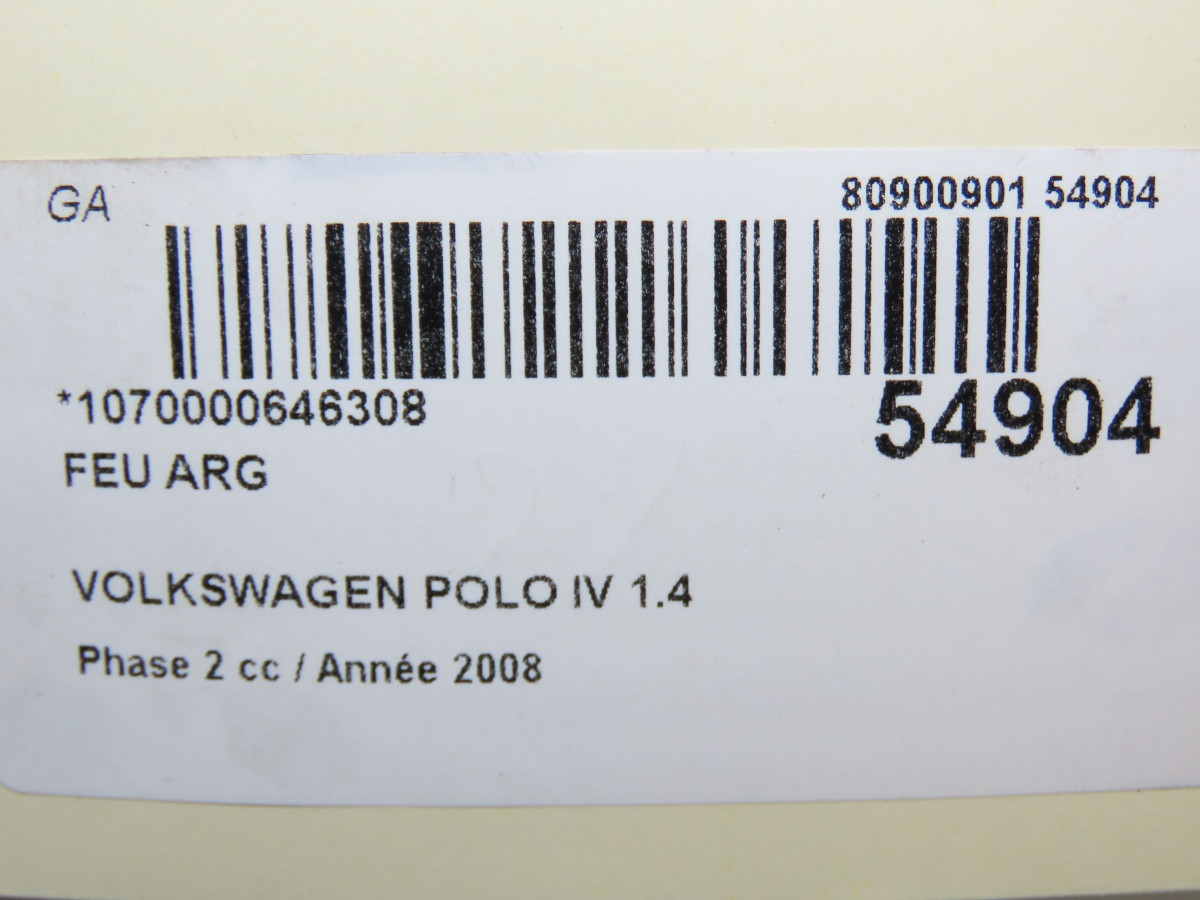 GA
80900901 54904
*1070000646308
54904
FEU ARG
VOLKSWAGEN POLO IV 1.4
Phase 2 cc / Année 2008